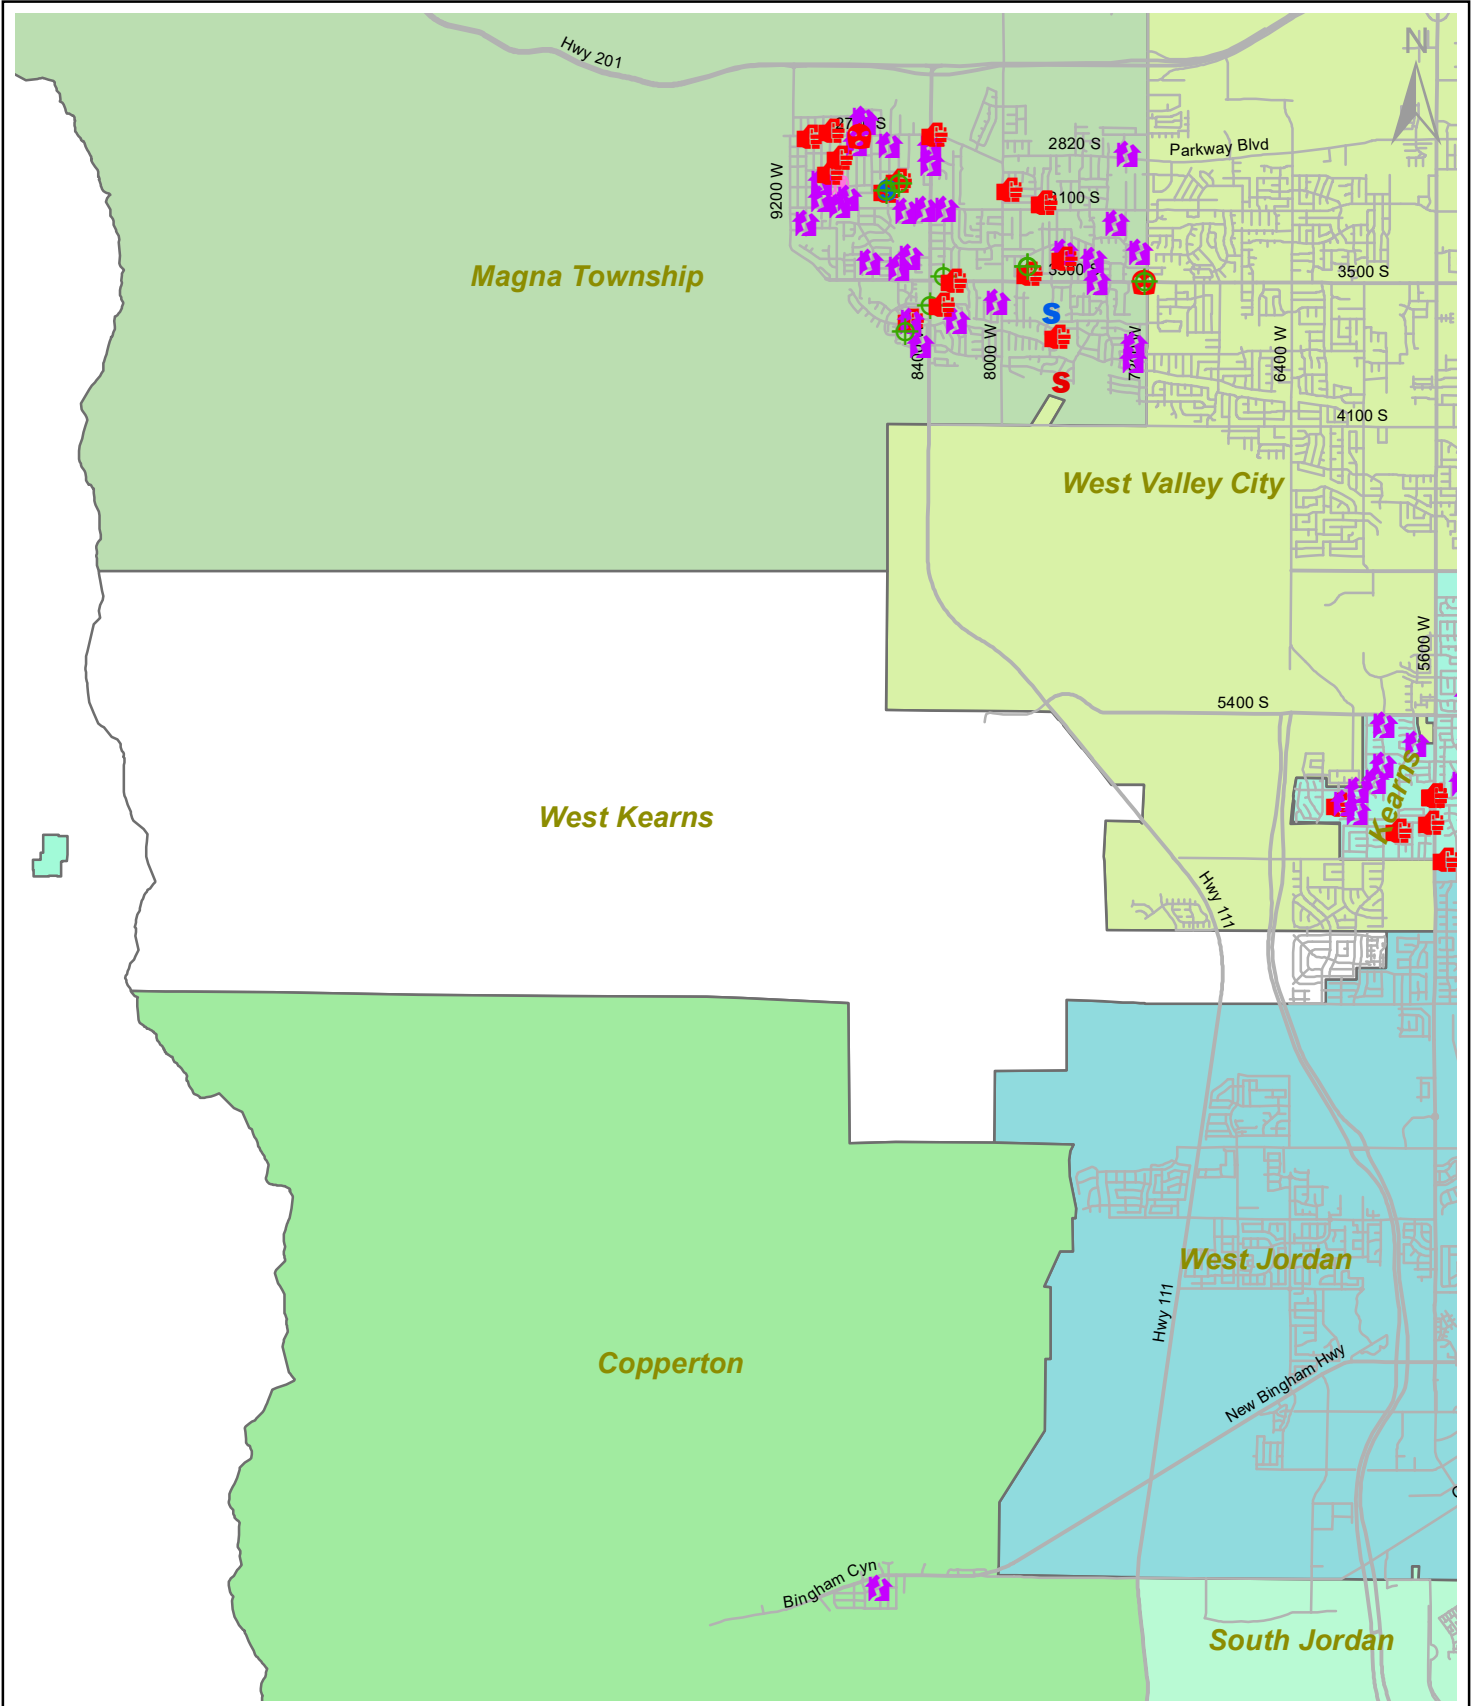 N
Hwy 201
2820 S
Parkway Blvd
9200 W
3100 S
Magna Township
3500 S
3500 S
S
8000 W
6400 W
S
4100 S
West Valley City
5600 W
5400 S
Kearns
West Kearns
Hwy 111
West Jordan
Hwy 111
Copperton
New Bingham Hwy
Bingham Cyn
South Jordan